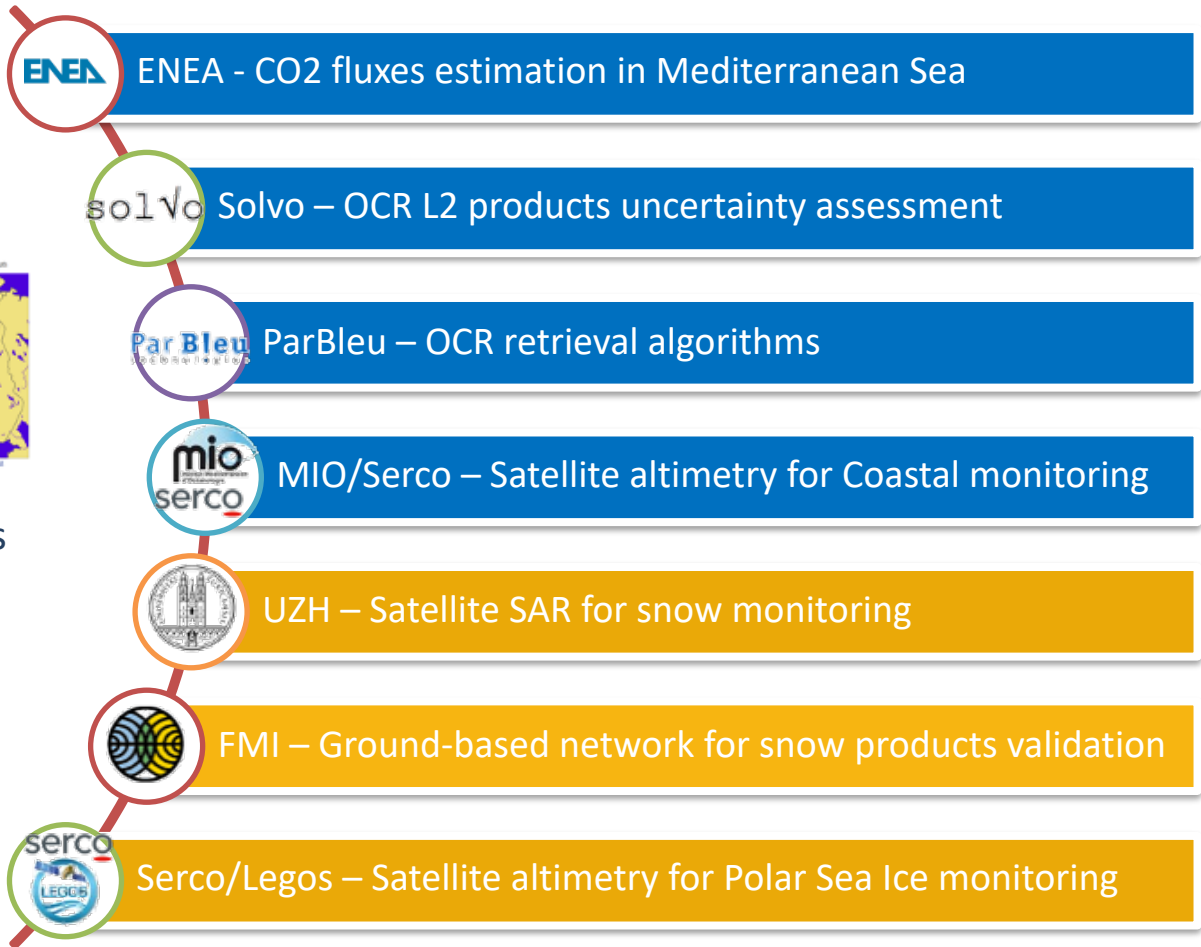 ENEA
ENEA - CO2 fluxes estimation in Mediterranean Sea
sol√o
Solvo – OCR L2 products uncertainty assessment
Par Bleu
ParBleu – OCR retrieval algorithms
mio
serco
MIO/Serco – Satellite altimetry for Coastal monitoring
s
UZH – Satellite SAR for snow monitoring
FMI – Ground-based network for snow products validation
serco
LEGOS
Serco/Legos – Satellite altimetry for Polar Sea Ice monitoring